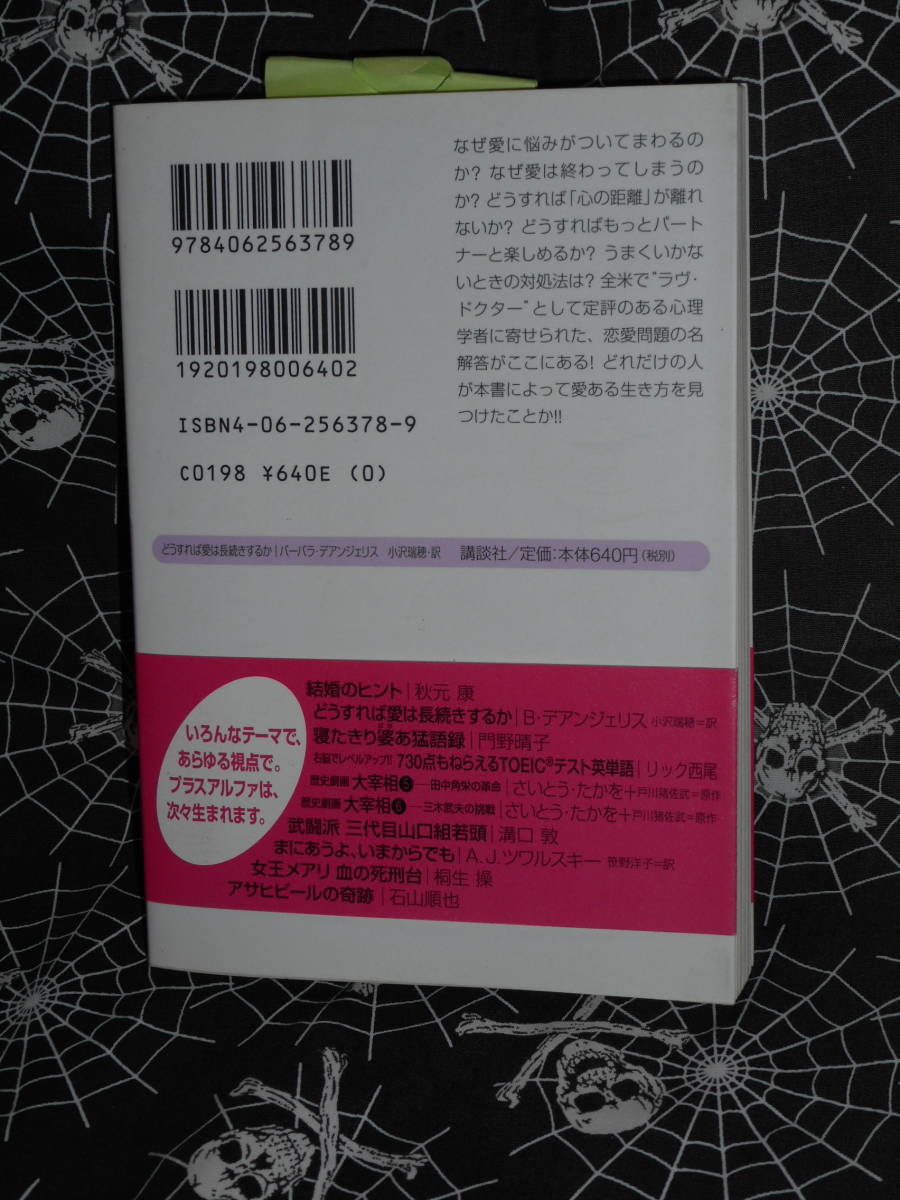 9784062563789
1920198006402
ISBN4-06-256378-9
C0198 ¥640E (0)
なぜ愛に悩みがついてまわるの
か? なぜ愛は終わってしまうの
か? どうすれば「心の距離」が離れ
ないか? どうすればもっとパート
ナーと楽しめるか? うまくいかな
いときの対処法は? 全米で"ラヴ・
ドクター"として定評のある心理
学者に寄せられた、恋愛問題の名
解答がここにある! どれだけの人
が本書によって愛ある生き方を見
つけたことか!!
どうすれば愛は長続きするか|バーバラ・デアンジェリス 小沢瑞穂・訳 講談社/定価:本体640円(税別)
いろんなテーマで、
あらゆる視点で。
プラスアルファは、
次々生まれます。
結婚のヒント|秋元 康
どうすれば愛は長続きするか|B・デアンジェリス 小沢瑞穂=訳
寝たきり婆あ猛語録|門野晴子
右脳でレベルアップ!! 730点もねらえるTOEIC®テスト英単語|リック西尾
歴史劇画 大宰相❺―田中角栄の革命|さいとう・たかを+戸川猪佐武=原作
歴史劇画 大宰相❻―三木武夫の挑戦|さいとう・たかを+戸川猪佐武=原作
武闘派 三代目山口組若頭|溝口 敦
まにあうよ、いまからでも|A.J.ツワルスキー 笹野洋子=訳
女王メアリ 血の死刑台|桐生 操
アサヒビールの奇跡|石山順也